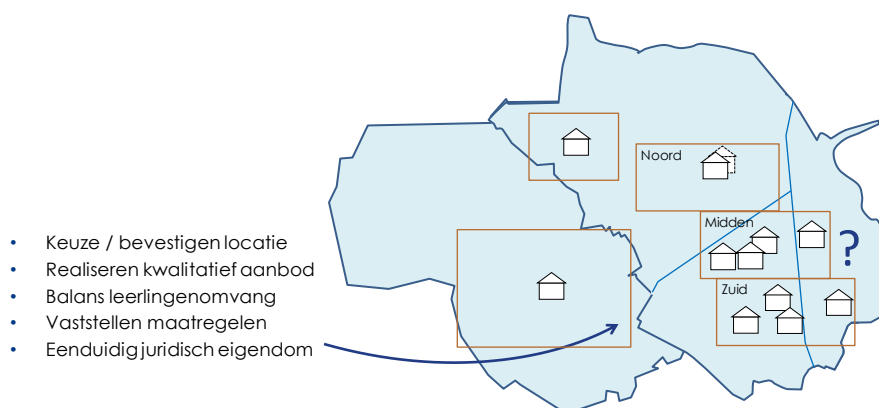 Noord
Midden
?
Zuid
• Keuze / bevestigen locatie
• Realiseren kwalitatief aanbod
• Balans leerlingenomvang
• Vaststellen maatregelen
• Eenduidig juridisch eigendom